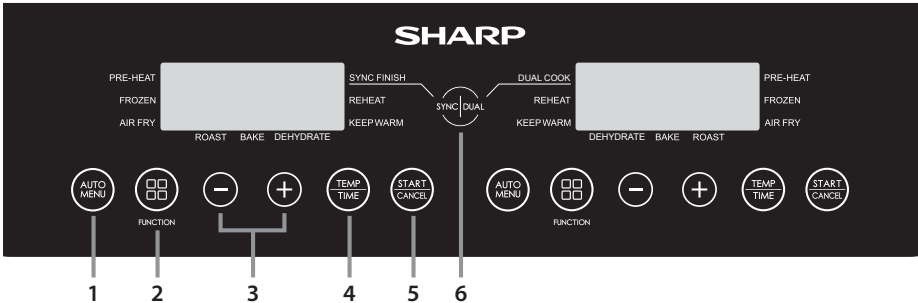 SHARP
PRE-HEAT SYNC FINISH DUAL COOK PRE-HEAT
FROZEN REHEAT SYNC DUAL REHEAT FROZEN
AIR FRY KEEP WARM KEEP WARM AIR FRY
ROAST BAKE DEHYDRATE DEHYDRATE BAKE ROAST
AUTO MENU
FUNCTION
−
+
TEMP TIME
START CANCEL
AUTO MENU
FUNCTION
−
+
TEMP TIME
START CANCEL
1 2 3 4 5 6